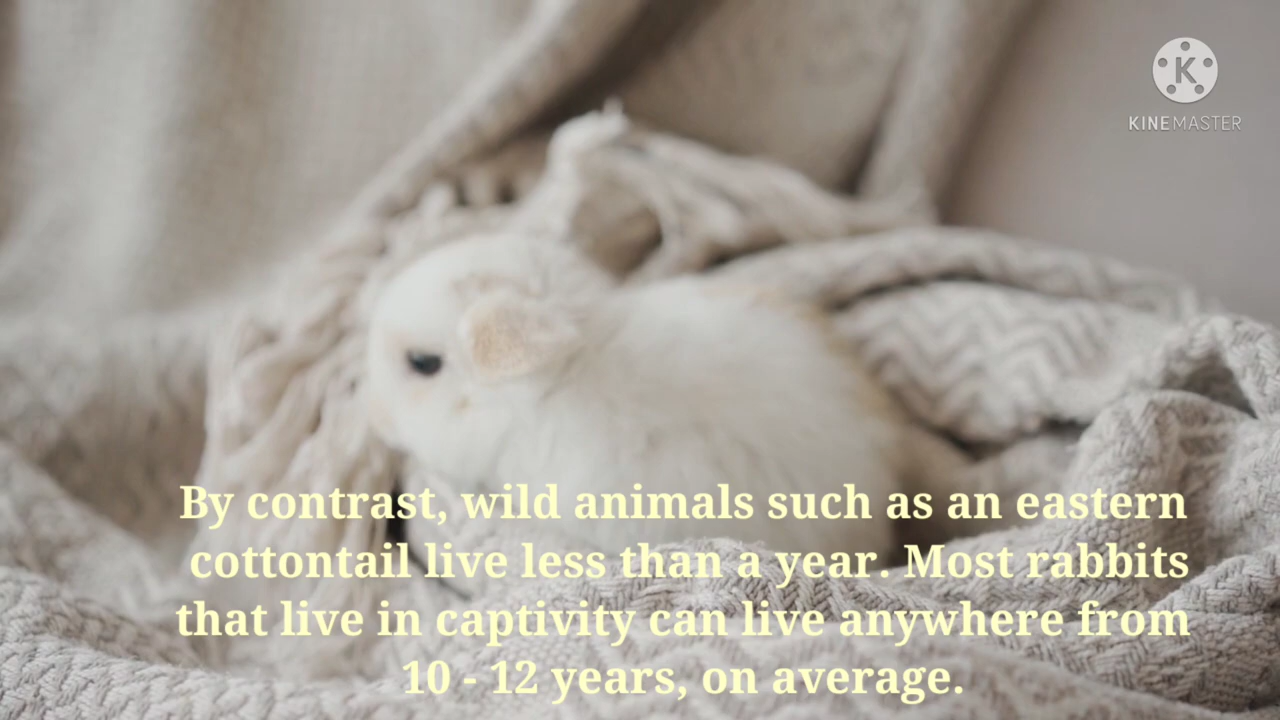 K
KINEMASTER
By contrast, wild animals such as an eastern
cottontail live less than a year. Most rabbits
that live in captivity can live anywhere from
10 - 12 years, on average.